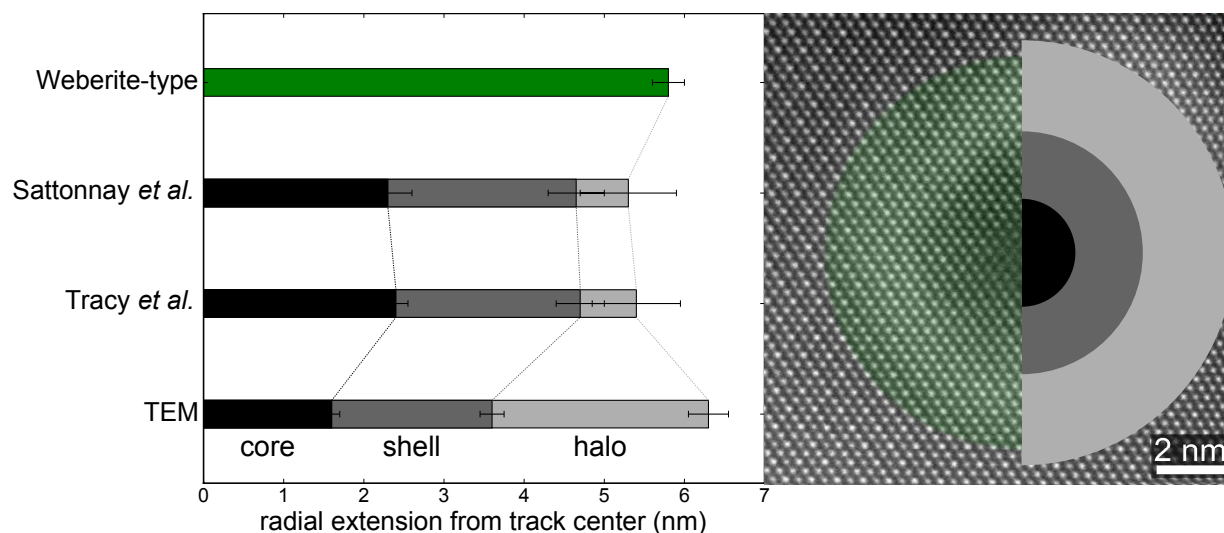 Weberite-type
Sattonnay et al.
Tracy et al.
TEM
core shell halo
0 1 2 3 4 5 6 7
radial extension from track center (nm)
2 nm